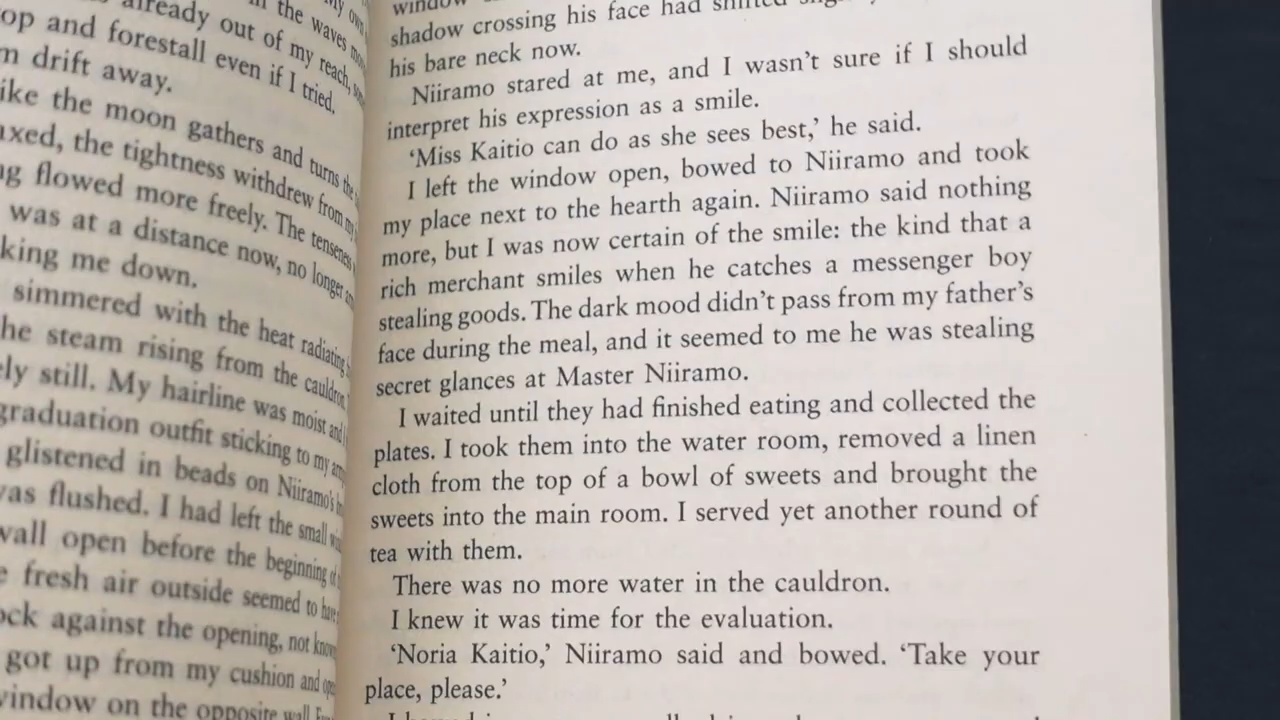 already out of my reach,
op and forestall even if I tried.
m drift away.
ike the moon gathers and turns the
axed, the tightness withdrew from my
ng flowed more freely. The tenseness
was at a distance now, no longer
king me down.
simmered with the heat radiating
he steam rising from the cauldron,
ely still. My hairline was moist and
graduation outfit sticking to my
glistened in beads on Niiramo's
was flushed. I had left the small
wall open before the beginning
e fresh air outside seemed to
ock against the opening, not
got up from my cushion and
window on the opposite wall
window
shadow crossing his face had
his bare neck now.
Niiramo stared at me, and I wasn't sure if I should
interpret his expression as a smile.
'Miss Kaitio can do as she sees best,' he said.
I left the window open, bowed to Niiramo and took
my place next to the hearth again. Niiramo said nothing
more, but I was now certain of the smile: the kind that a
rich merchant smiles when he catches a messenger boy
stealing goods. The dark mood didn't pass from my father's
face during the meal, and it seemed to me he was stealing
secret glances at Master Niiramo.
I waited until they had finished eating and collected the
plates. I took them into the water room, removed a linen
cloth from the top of a bowl of sweets and brought the
sweets into the main room. I served yet another round of
tea with them.
There was no more water in the cauldron.
I knew it was time for the evaluation.
'Noria Kaitio,' Niiramo said and bowed. 'Take your
place, please.'